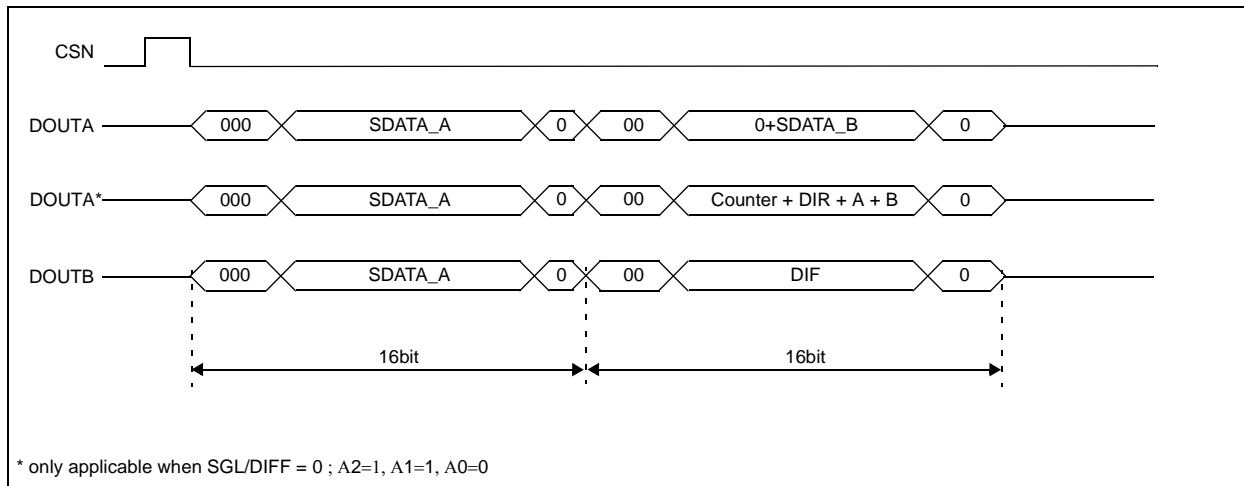 CSN
DOUTA 000 SDATA_A 0 00 0+SDATA_B 0
DOUTA* 000 SDATA_A 0 00 Counter + DIR + A + B 0
DOUTB 000 SDATA_A 0 00 DIF 0
16bit 16bit
* only applicable when SGL/DIFF = 0 ; A2=1, A1=1, A0=0